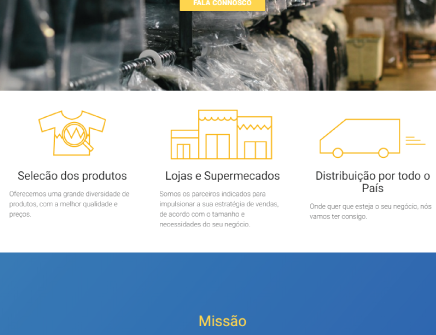 FALA CONNOSCO
Selecão dos produtos
Oferecemos uma grande diversidade de
produtos, com a melhor qualidade e
preços.
Lojas e Supermecados
Somos os parceiros indicados para
impulsionar a sua estratégia de vendas,
de acordo com o tamanho e
necessidades do seu negócio.
Distribuição por todo o
País
Onde quer que esteja o seu negócio, nós
vamos ter consigo.
Missão